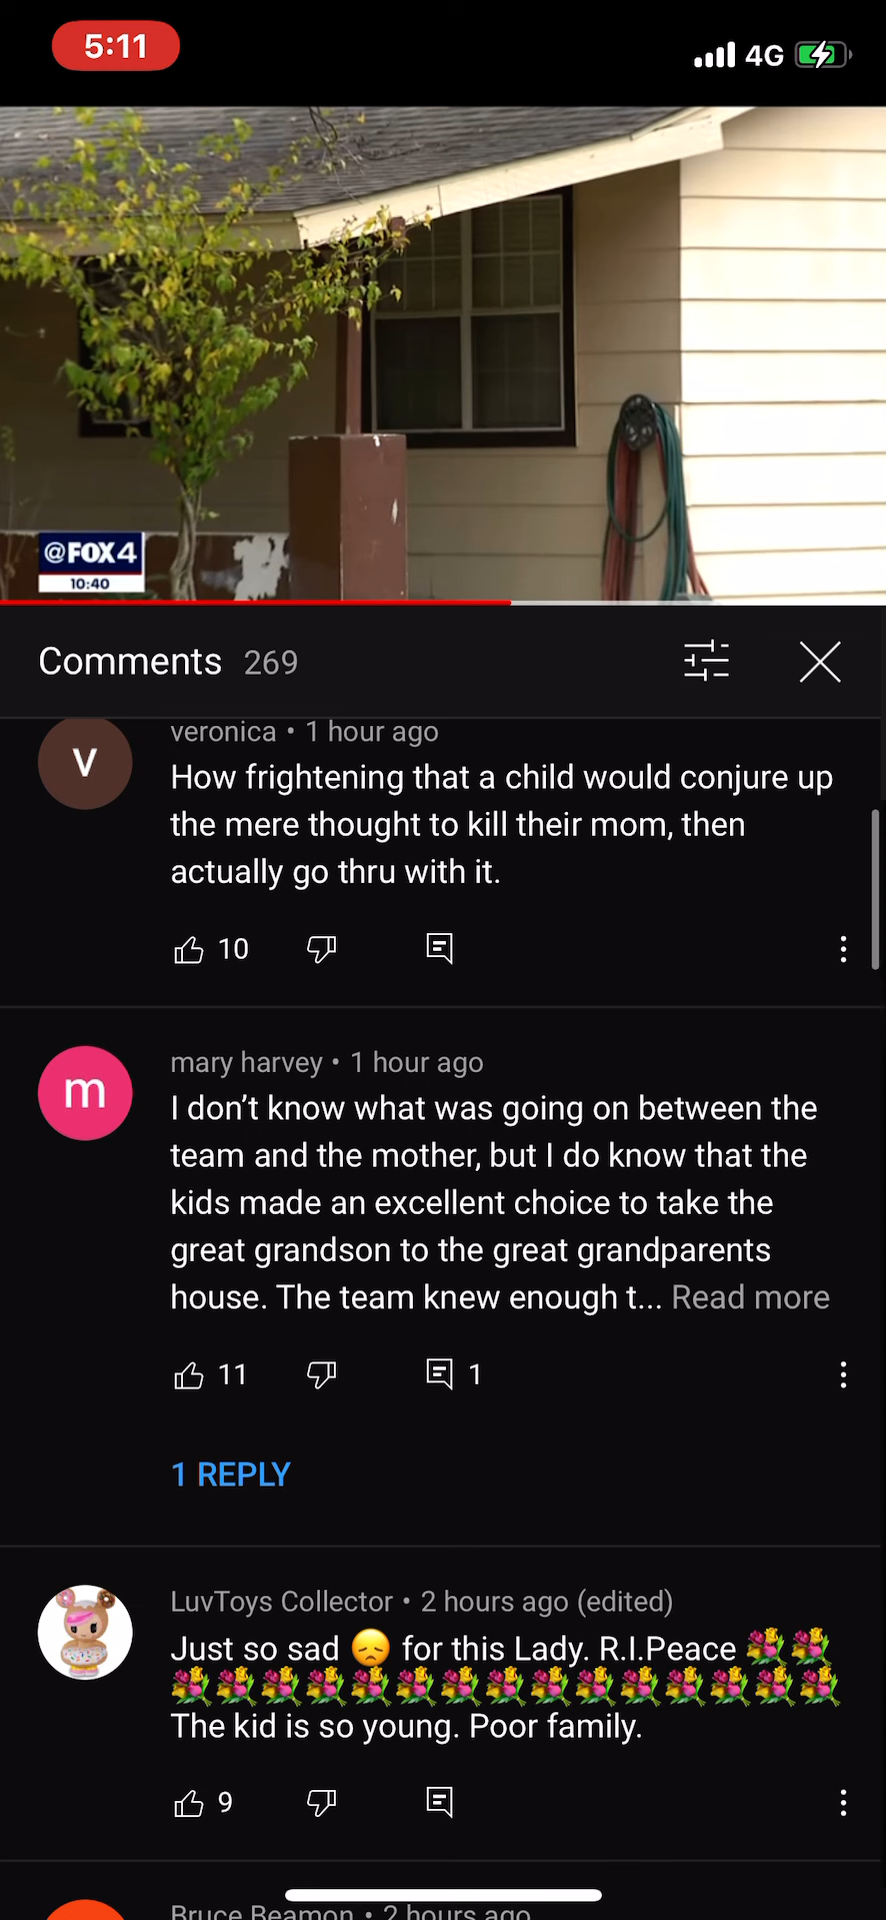 5:11
4G
@FOX4
10:40
Comments 269
V
veronica • 1 hour ago
How frightening that a child would conjure up
the mere thought to kill their mom, then
actually go thru with it.
10
m
mary harvey • 1 hour ago
I don’t know what was going on between the
team and the mother, but I do know that the
kids made an excellent choice to take the
great grandson to the great grandparents
house. The team knew enough t... Read more
11 1
1 REPLY
LuvToys Collector • 2 hours ago (edited)
Just so sad 😞 for this Lady. R.I.Peace 💐💐
💐💐💐💐💐💐💐💐💐💐💐💐💐💐💐
The kid is so young. Poor family.
9
Bruce Beamon • 2 hours ago